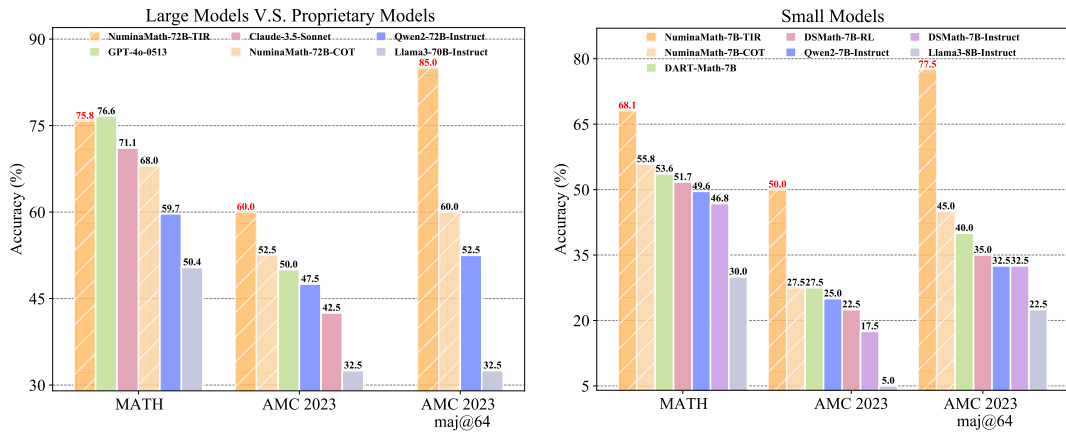 Large Models V.S. Proprietary Models
NuminaMath-72B-TIR
GPT-4o-0513
Claude-3.5-Sonnet
NuminaMath-72B-COT
Qwen2-72B-Instruct
Llama3-70B-Instruct
Accuracy (%)
90
75
60
45
30
75.8
76.6
71.1
68.0
59.7
50.4
60.0
52.5
50.0
47.5
42.5
32.5
85.0
60.0
52.5
32.5
MATH
AMC 2023
AMC 2023
maj@64
Small Models
NuminaMath-7B-TIR
NuminaMath-7B-COT
DART-Math-7B
DSMath-7B-RL
Qwen2-7B-Instruct
DSMath-7B-Instruct
Llama3-8B-Instruct
Accuracy (%)
80
65
50
35
20
5
68.1
55.8
53.6
51.7
49.6
46.8
30.0
50.0
27.5
27.5
25.0
22.5
17.5
5.0
77.5
45.0
40.0
35.0
32.5
32.5
22.5
MATH
AMC 2023
AMC 2023
maj@64